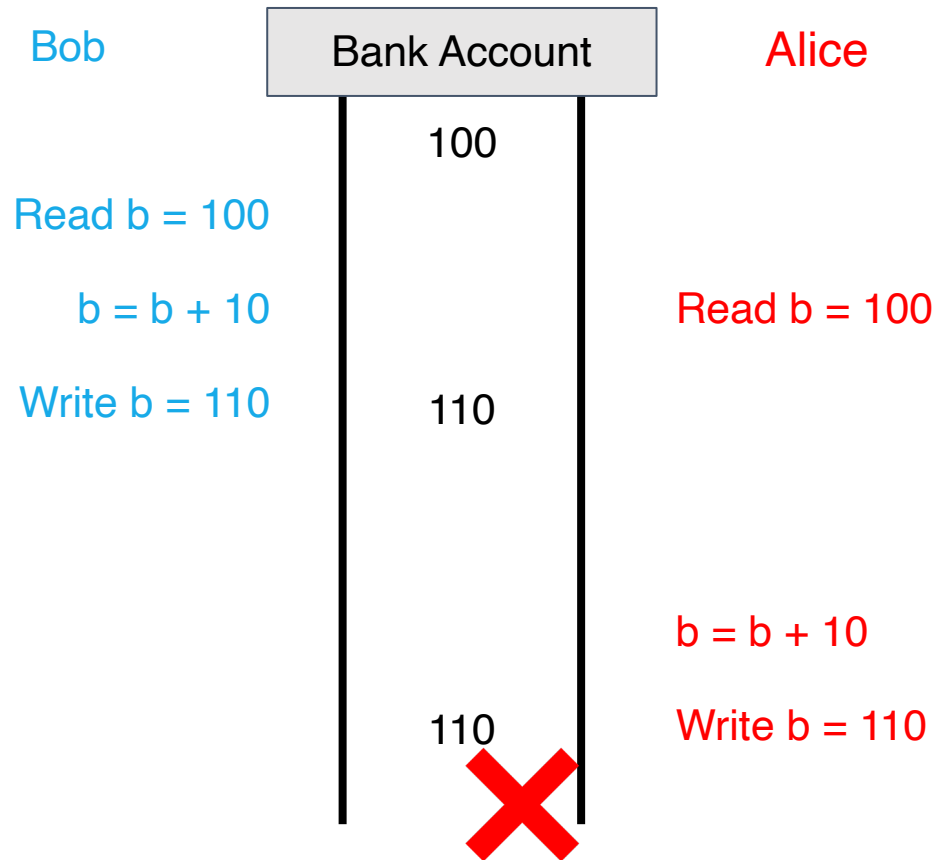 Bob
Bank Account
Alice
100
Read b = 100
b = b + 10
Read b = 100
Write b = 110
110
b = b + 10
110
Write b = 110